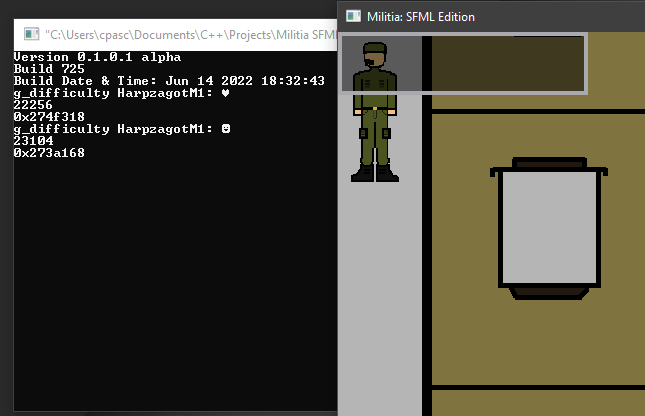 "C:\Users\cpasc\Documents\C++\Projects\Militia SFML
Militia: SFML Edition
Version 0.1.0.1 alpha
Build 725
Build Date & Time: Jun 14 2022 18:32:43
g_difficulty HarpzagotM1: ♥
22256
0x274f318
g_difficulty HarpzagotM1: ☻
23104
0x273a168